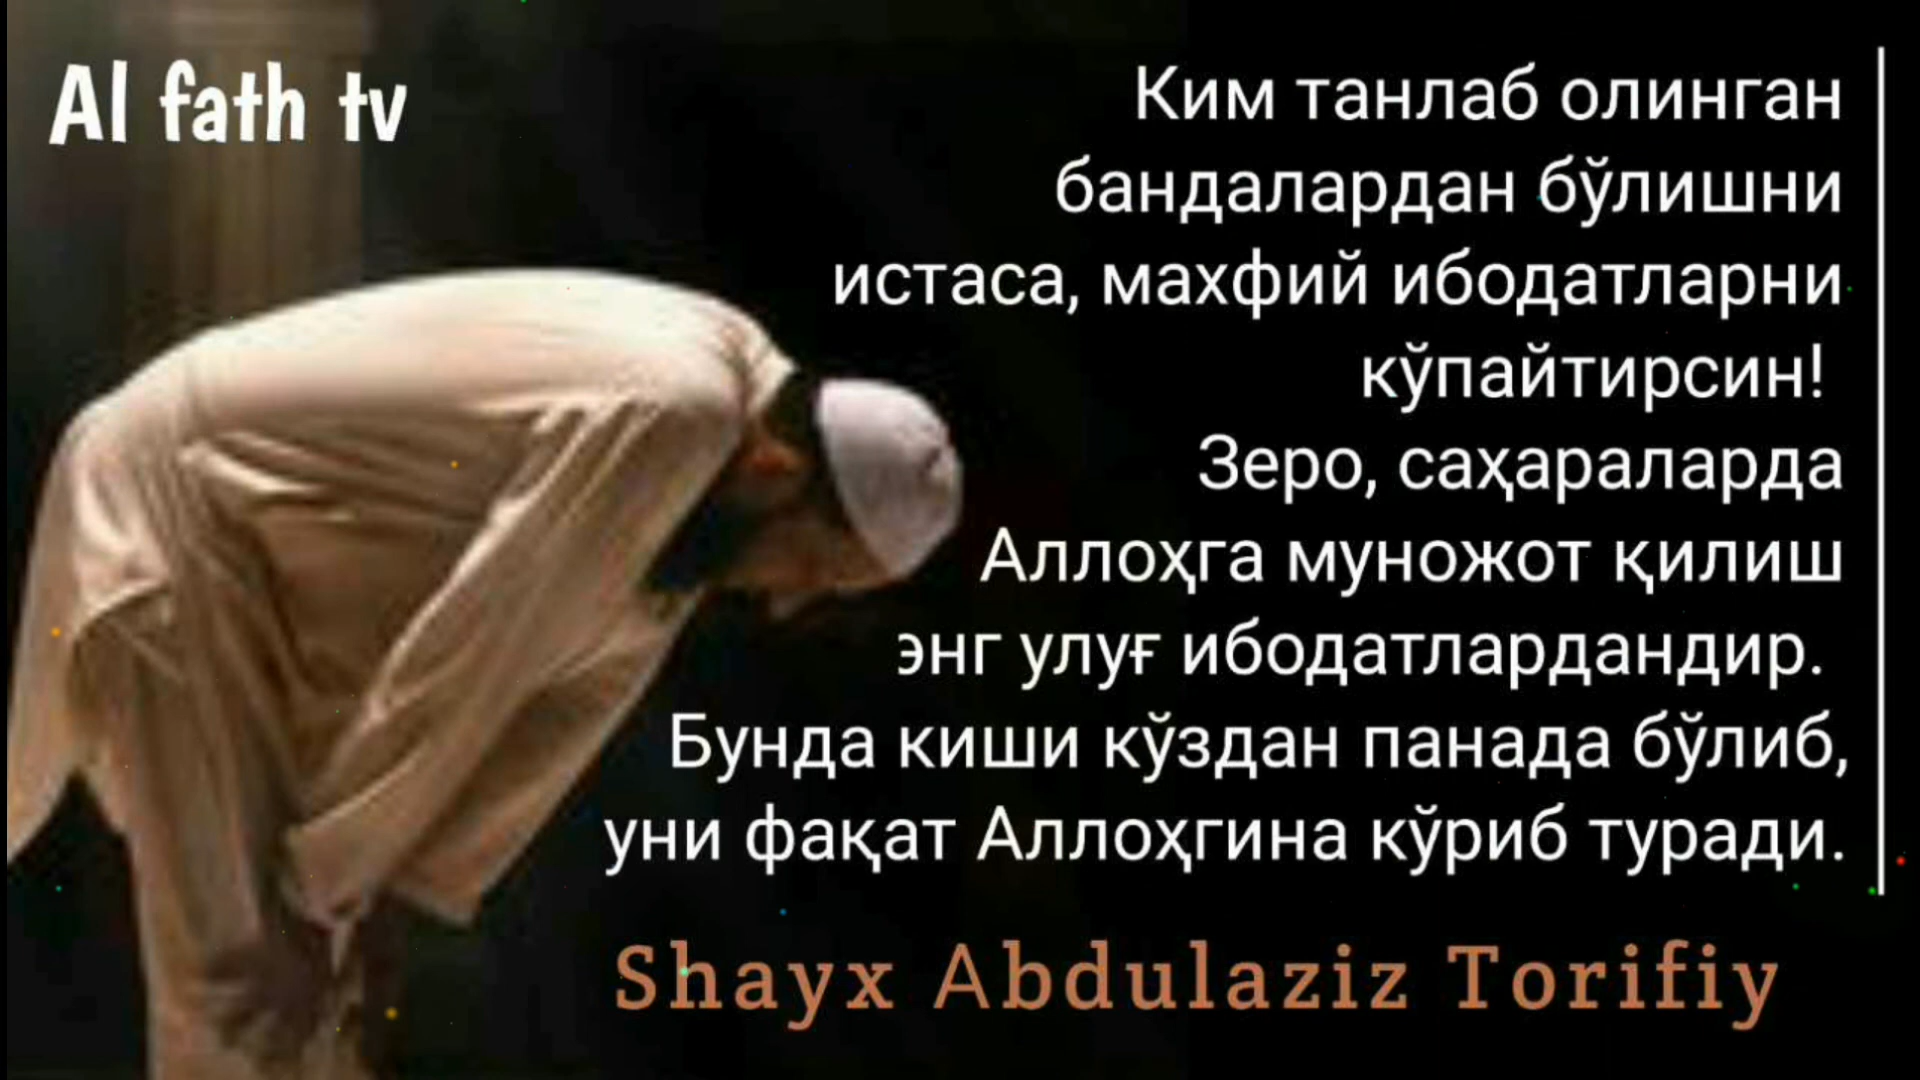 Al fath tv
Ким танлаб олинган
бандалардан бўлишни
истаса, махфий ибодатларни
кўпайтирсин!
Зеро, саҳараларда
Аллоҳга муножот қилиш
энг улуғ ибодатлардандир.
Бунда киши кўздан панада бўлиб,
уни фақат Аллоҳгина кўриб туради.
Shayx Abdulaziz Torifiy